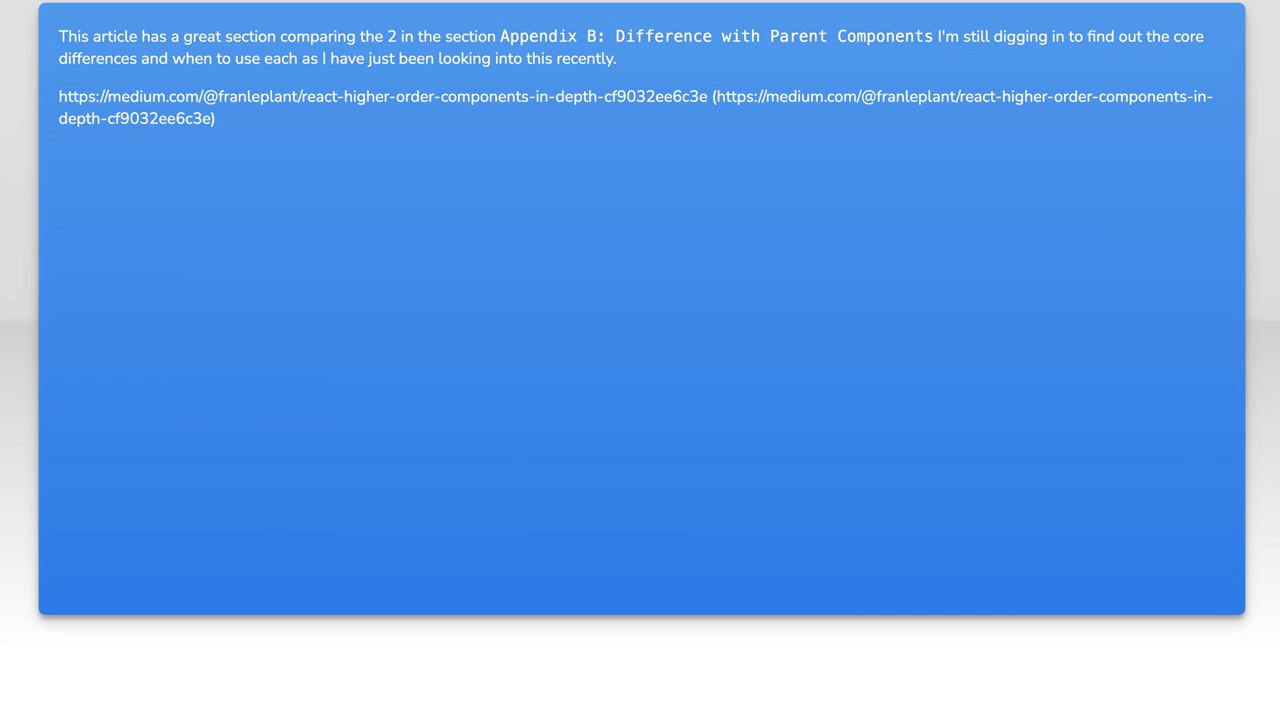 This article has a great section comparing the 2 in the section Appendix B: Difference with Parent Components I'm still digging in to find out the core
differences and when to use each as I have just been looking into this recently.
https://medium.com/@franleplant/react-higher-order-components-in-depth-cf9032ee6c3e (https://medium.com/@franleplant/react-higher-order-components-in-
depth-cf9032ee6c3e)